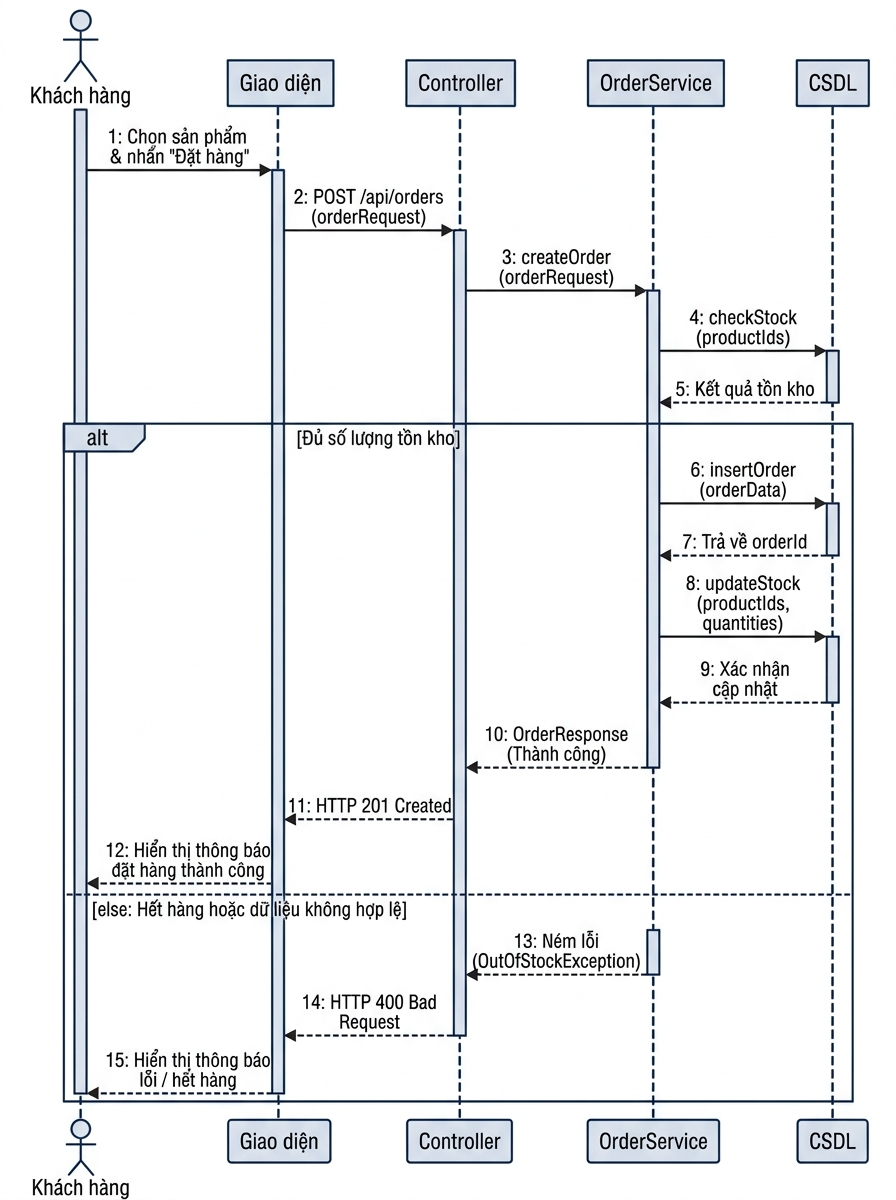 Khách hàng
Giao diện
Controller
OrderService
CSDL
1: Chọn sản phẩm
& nhấn "Đặt hàng"
2: POST /api/orders
(orderRequest)
3: createOrder
(orderRequest)
4: checkStock
(productIds)
5: Kết quả tồn kho
alt
[Đủ số lượng tồn kho]
6: insertOrder
(orderData)
7: Trả về orderId
8: updateStock
(productIds,
quantities)
9: Xác nhận
cập nhật
10: OrderResponse
(Thành công)
11: HTTP 201 Created
12: Hiển thị thông báo
đặt hàng thành công
[else: Hết hàng hoặc dữ liệu không hợp lệ]
13: Ném lỗi
(OutOfStockException)
14: HTTP 400 Bad
Request
15: Hiển thị thông báo
lỗi / hết hàng
Khách hàng
Giao diện
Controller
OrderService
CSDL